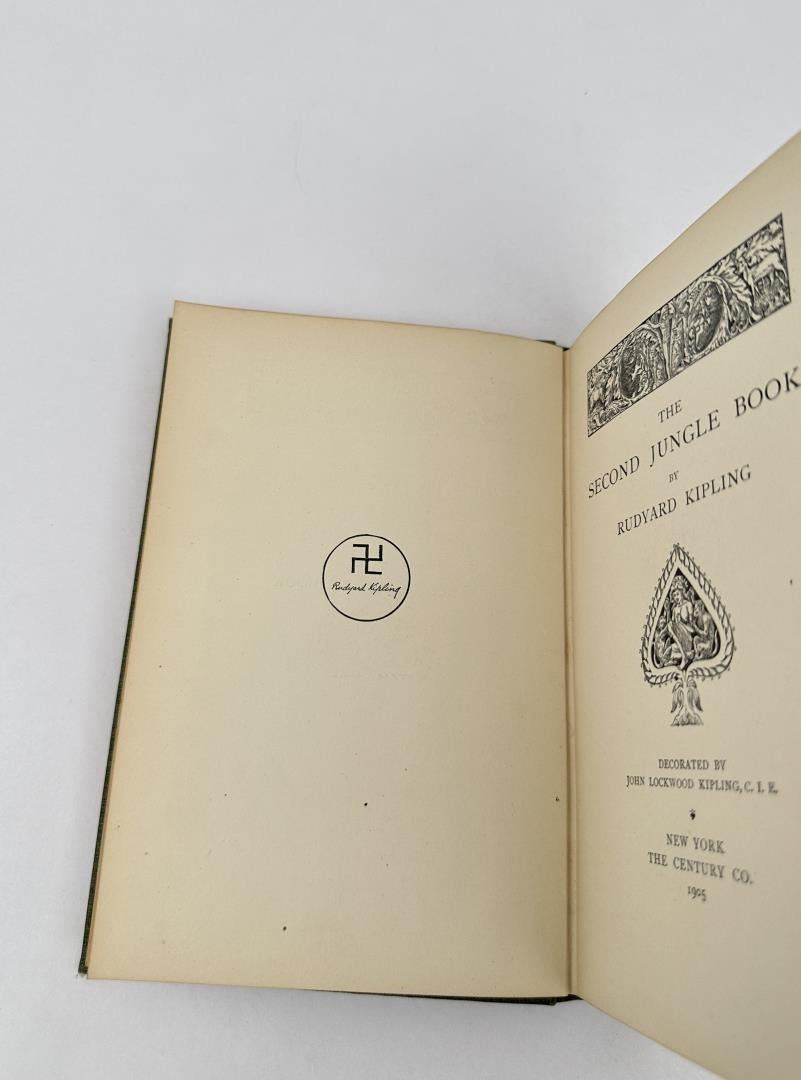 卐
Rudyard Kipling
THE
SECOND JUNGLE BOOK
BY
RUDYARD KIPLING
DECORATED BY
JOHN LOCKWOOD KIPLING, C. I. E.
NEW YORK
THE CENTURY CO.
1905